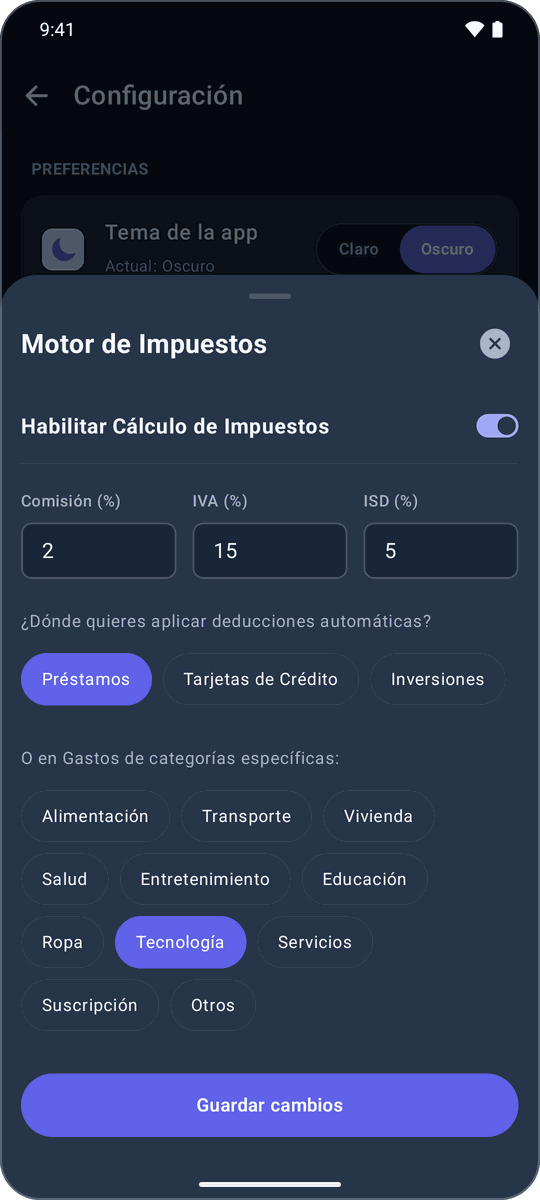 9:41
Configuración
PREFERENCIAS
Tema de la app
Actual: Oscuro
Claro
Oscuro
Motor de Impuestos
Habilitar Cálculo de Impuestos
Comisión (%) IVA (%) ISD (%)
2 15 5
¿Dónde quieres aplicar deducciones automáticas?
Préstamos Tarjetas de Crédito Inversiones
O en Gastos de categorías específicas:
Alimentación Transporte Vivienda
Salud Entretenimiento Educación
Ropa Tecnología Servicios
Suscripción Otros
Guardar cambios